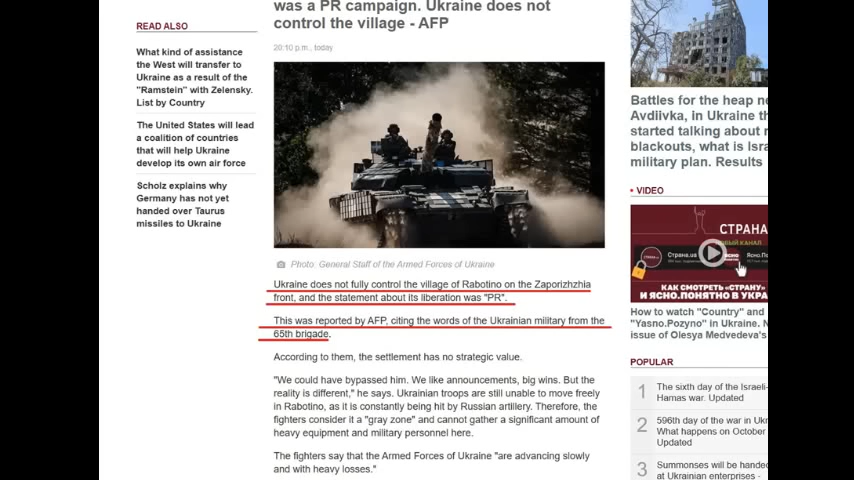 was a PR campaign. Ukraine does not
control the village - AFP
20:10 p.m., today
READ ALSO
What kind of assistance
the West will transfer to
Ukraine as a result of the
"Ramstein" with Zelensky.
List by Country
The United States will lead
a coalition of countries
that will help Ukraine
develop its own air force
Scholz explains why
Germany has not yet
handed over Taurus
missiles to Ukraine
Photo: General Staff of the Armed Forces of Ukraine
Ukraine does not fully control the village of Rabotino on the Zaporizhzhia
front, and the statement about its liberation was "PR".
This was reported by AFP, citing the words of the Ukrainian military from the
65th brigade.
According to them, the settlement has no strategic value.
"We could have bypassed him. We like announcements, big wins. But the
reality is different," he says. Ukrainian troops are still unable to move freely
in Rabotino, as it is constantly being hit by Russian artillery. Therefore, the
fighters consider it a "gray zone" and cannot gather a significant amount of
heavy equipment and military personnel here.
The fighters say that the Armed Forces of Ukraine "are advancing slowly
and with heavy losses."
Battles for the heap ne
Avdiivka, in Ukraine th
started talking about
blackouts, what is Isra
military plan. Results
VIDEO
СТРАНА
НОВЫЙ КАНАЛ
Страна.ua
КАК СМОТРЕТЬ «СТРАНУ»
И ЯСНО.ПОНЯТНО В УКРА
How to watch "Country" and
"Yasno.Pozyno" in Ukraine. N
issue of Olesya Medvedeva's
POPULAR
1 The sixth day of the Israeli-
Hamas war. Updated
2 596th day of the war in Ukr
What happens on October
Updated
3 Summonses will be hande
at Ukrainian enterprises -